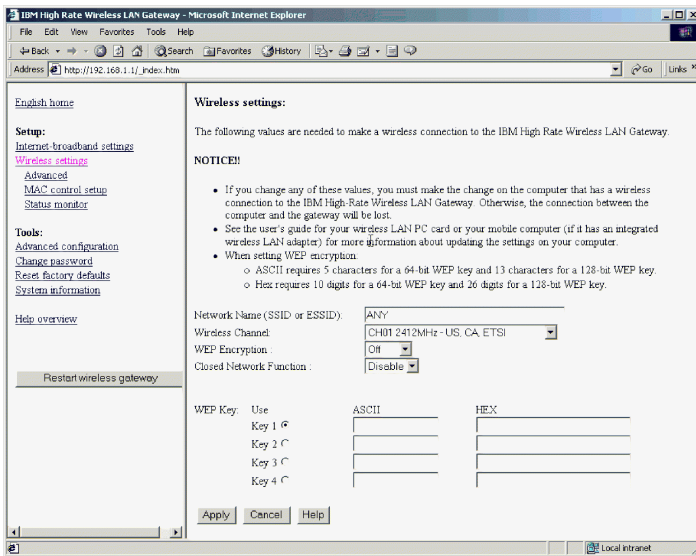 IBM High Rate Wireless LAN Gateway - Microsoft Internet Explorer
File Edit View Favorites Tools Help
Back Search Favorites History
Address http://192.168.1.1/_index.htm Go Links »
English home
Setup:
Internet-broadband settings
Wireless settings
Advanced
MAC control setup
Status monitor
Tools:
Advanced configuration
Change password
Reset factory defaults
System information
Help overview
Restart wireless gateway
Wireless settings:
The following values are needed to make a wireless connection to the IBM High Rate Wireless LAN Gateway.
NOTICE!!
• If you change any of these values, you must make the change on the computer that has a wireless
connection to the IBM High-Rate Wireless LAN Gateway. Otherwise, the connection between the
computer and the gateway will be lost.
• See the user's guide for your wireless LAN PC card or your mobile computer (if it has an integrated
wireless LAN adapter) for more information about updating the settings on your computer.
• When setting WEP encryption:
o ASCII requires 5 characters for a 64-bit WEP key and 13 characters for a 128-bit WEP key.
o Hex requires 10 digits for a 64-bit WEP key and 26 digits for a 128-bit WEP key.
Network Name (SSID or ESSID): ANY
Wireless Channel: CH01 2412MHz - US, CA, ETSI
WEP Encryption : Off
Closed Network Function : Disable
WEP Key: Use ASCII HEX
Key 1
Key 2
Key 3
Key 4
Apply Cancel Help
Local intranet